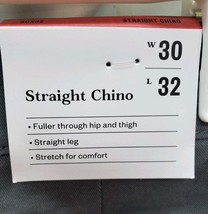 STRAIGHT CHINO
W 30
L 32
Straight Chino
• Fuller through hip and thigh
• Straight leg
• Stretch for comfort